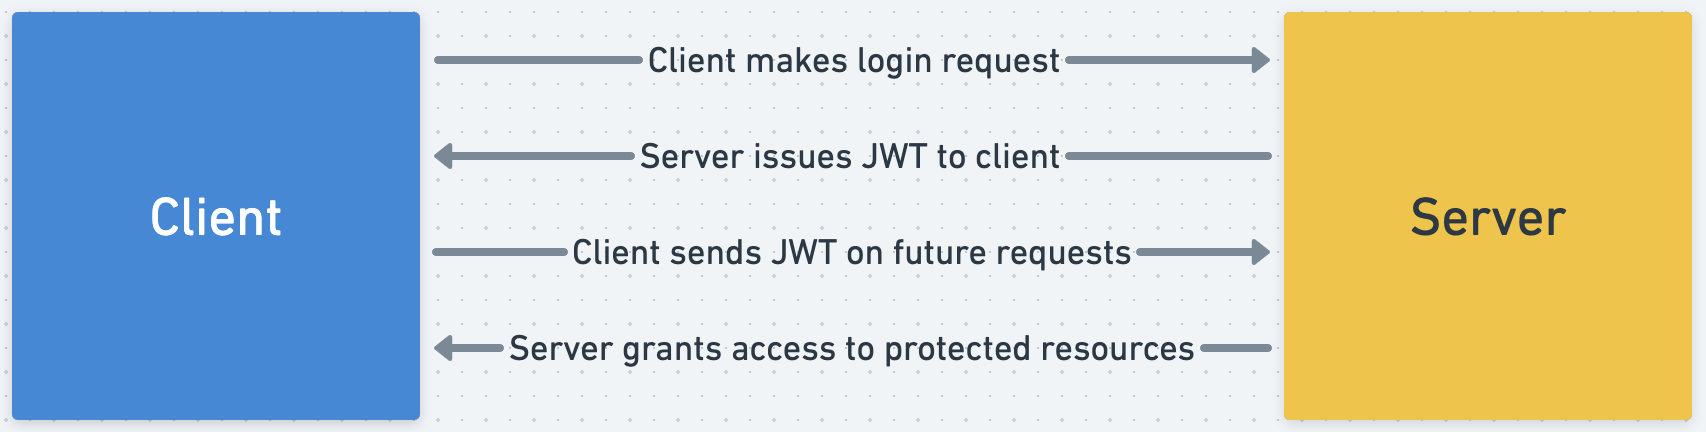 Client makes login request
Server issues JWT to client
Client
Server
Client sends JWT on future requests
Server grants access to protected resources